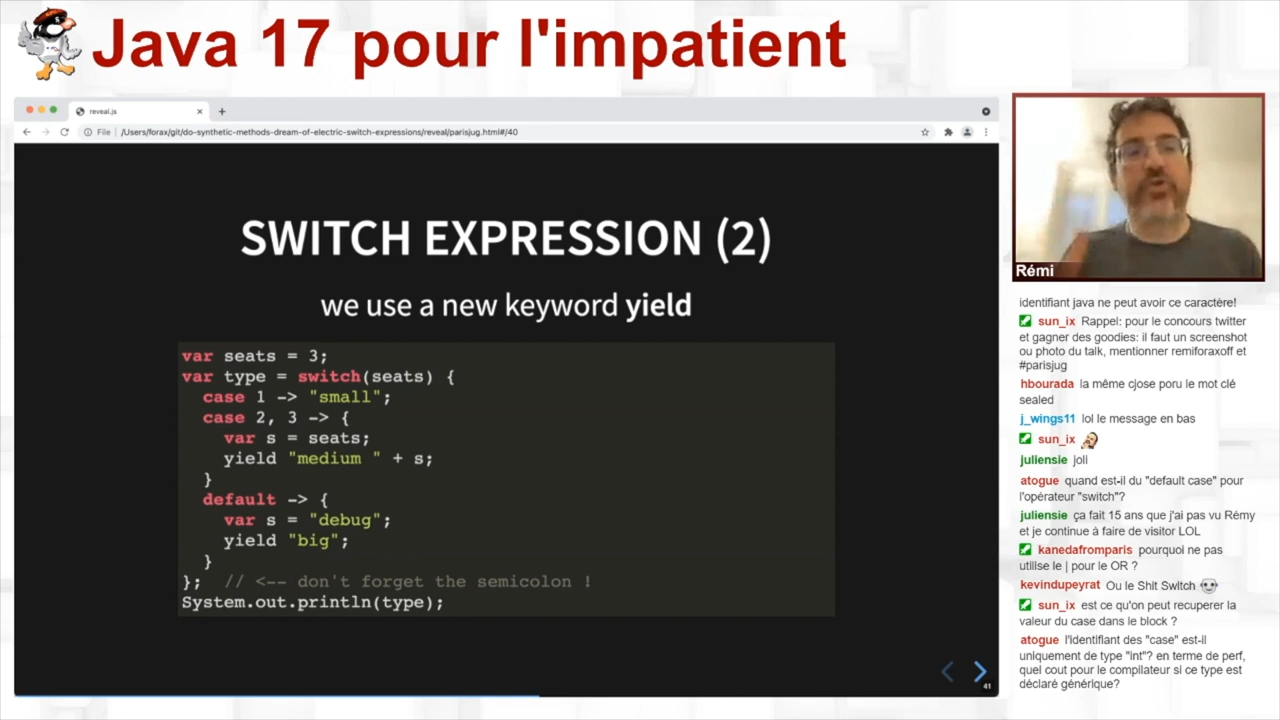 Java 17 pour l'impatient
reveal.js
File | /Users/forax/git/do-synthetic-methods-dream-of-electric-switch-expressions/reveal/parisjug.html#/40
SWITCH EXPRESSION (2)
we use a new keyword yield
var seats = 3;
var type = switch(seats) {
case 1 -> "small";
case 2, 3 -> {
var s = seats;
yield "medium " + s;
}
default -> {
var s = "debug";
yield "big";
}
};  // <-- don't forget the semicolon !
System.out.println(type);
41
Rémi
identifiant java ne peut avoir ce caractère!
sun_ix Rappel: pour le concours twitter
et gagner des goodies: il faut un screenshot
ou photo du talk, mentionner remiforaxoff et
#parisjug
hbourada la même cjose poru le mot clé
sealed
j_wings11 lol le message en bas
sun_ix
juliensie joli
atogue quand est-il du "default case" pour
l'opérateur "switch"?
juliensie ça fait 15 ans que j'ai pas vu Rémy
et je continue à faire de visitor LOL
kanedafromparis pourquoi ne pas
utilise le | pour le OR ?
kevindupeyrat Ou le Shit Switch
sun_ix est ce qu'on peut recuperer la
valeur du case dans le block ?
atogue l'identifiant des "case" est-il
uniquement de type "int"? en terme de perf,
quel cout pour le compilateur si ce type est
déclaré générique?